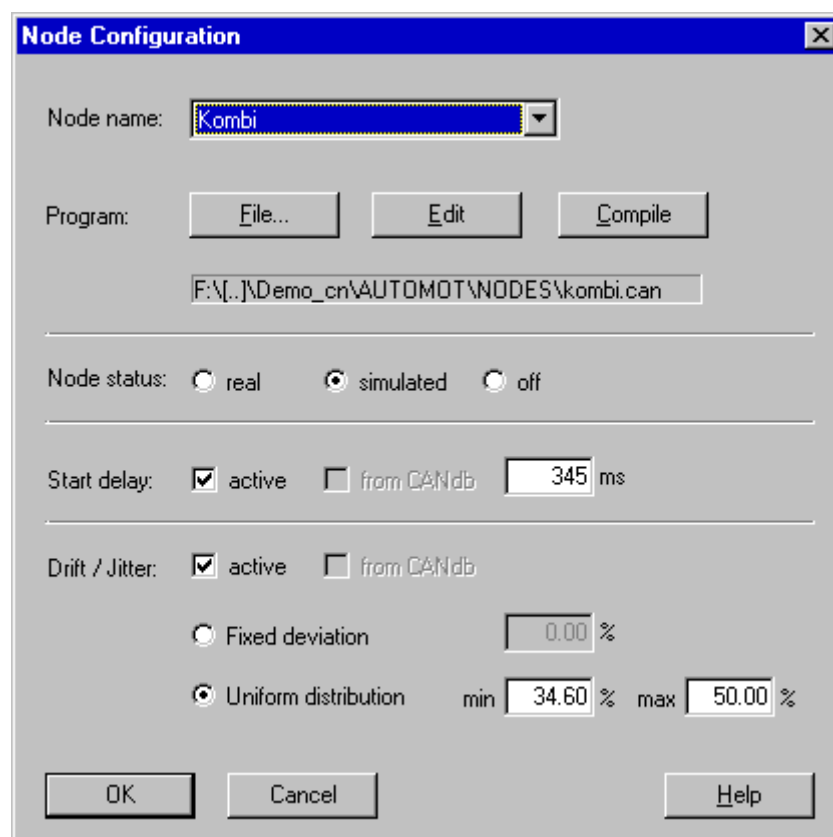 Node Configuration
Node name: Kombi
Program: File... Edit Compile
F:\[..]\Demo_cn\AUTOMOT\NODES\kombi.can
Node status: real simulated off
Start delay: active from CANdb 345 ms
Drift / Jitter: active from CANdb
Fixed deviation 0.00 %
Uniform distribution min 34.60 % max 50.00 %
OK Cancel Help